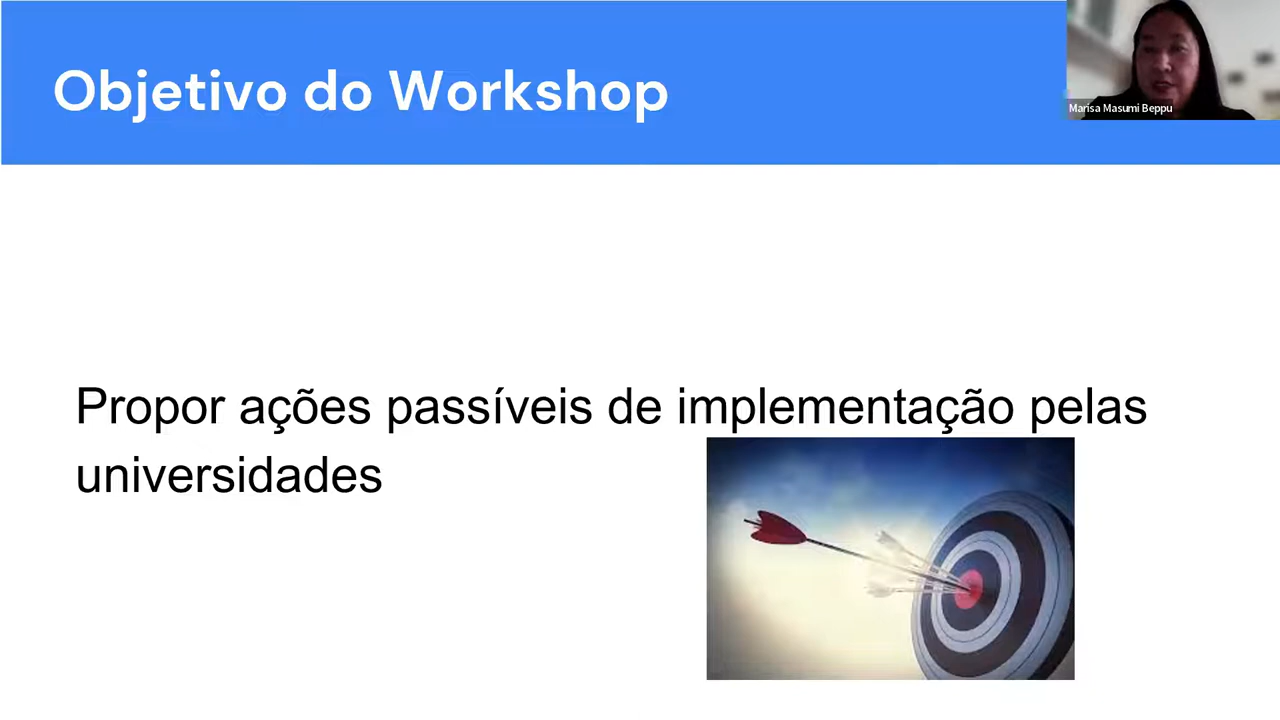 Objetivo do Workshop
Marisa Masumi Beppu
Propor ações passíveis de implementação pelas
universidades